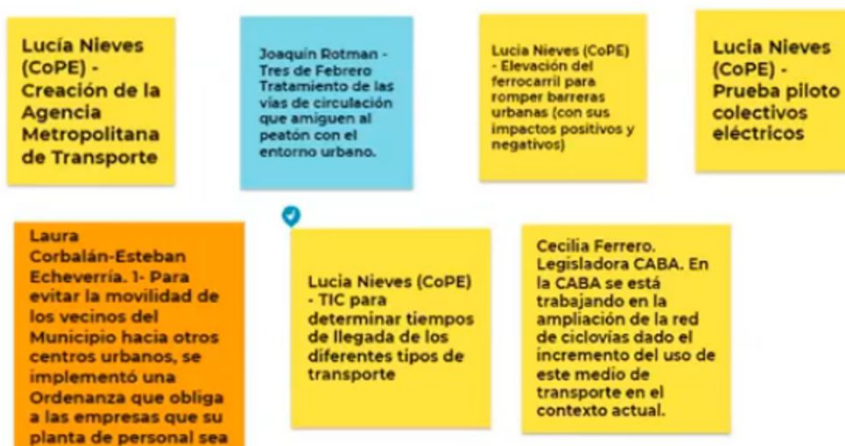 Lucía Nieves
(CoPE) -
Creación de la
Agencia
Metropolitana
de Transporte
Joaquín Rotman -
Tres de Febrero
Tratamiento de las
vías de circulación
que amiguen al
peatón con el
entorno urbano.
Lucia Nieves (CoPE)
- Elevación del
ferrocarril para
romper barreras
urbanas (con sus
impactos positivos y
negativos)
Lucia Nieves
(CoPE) -
Prueba piloto
colectivos
eléctricos
Laura
Corbalán-Esteban
Echeverría. 1- Para
evitar la movilidad de
los vecinos del
Municipio hacia otros
centros urbanos, se
implementó una
Ordenanza que obliga
a las empresas que su
planta de personal sea
Lucia Nieves (CoPE)
- TIC para
determinar tiempos
de llegada de los
diferentes tipos de
transporte
Cecilia Ferrero.
Legisladora CABA. En
la CABA se está
trabajando en la
ampliación de la red
de ciclovías dado el
incremento del uso de
este medio de
transporte en el
contexto actual.